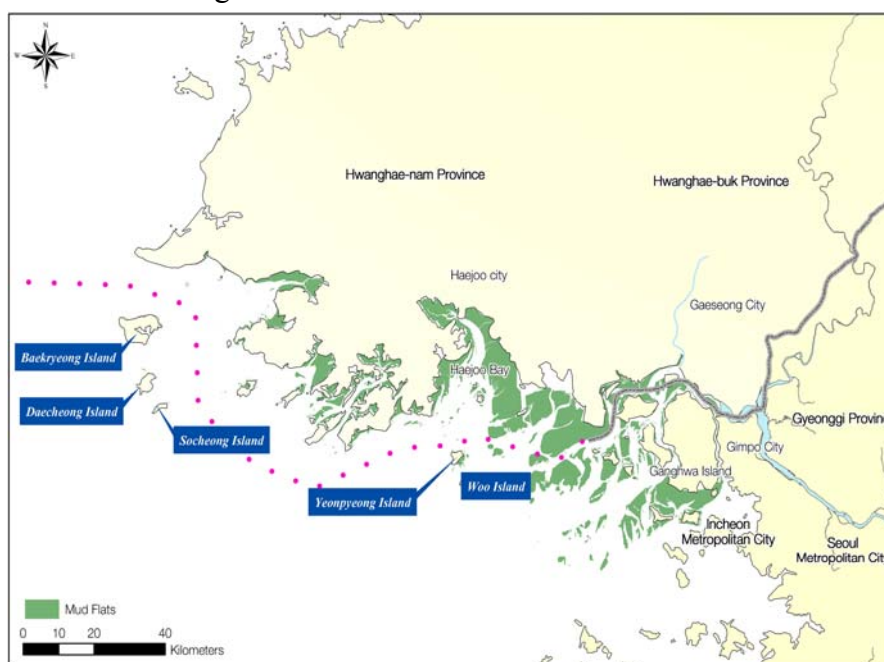 N
W E
S
Hwanghae-nam Province
Hwanghae-buk Province
Haejoo city
Gaeseong City
Baekryeong Island
Haejoo Bay
Daecheong Island
Socheong Island
Gyeonggi Provinc
Gimpo City
Ganghwa Island
Yeonpyeong Island
Woo Island
Incheon
Metropolitan City
Seoul
Metropolitan City
Mud Flats
0 10 20 40
Kilometers